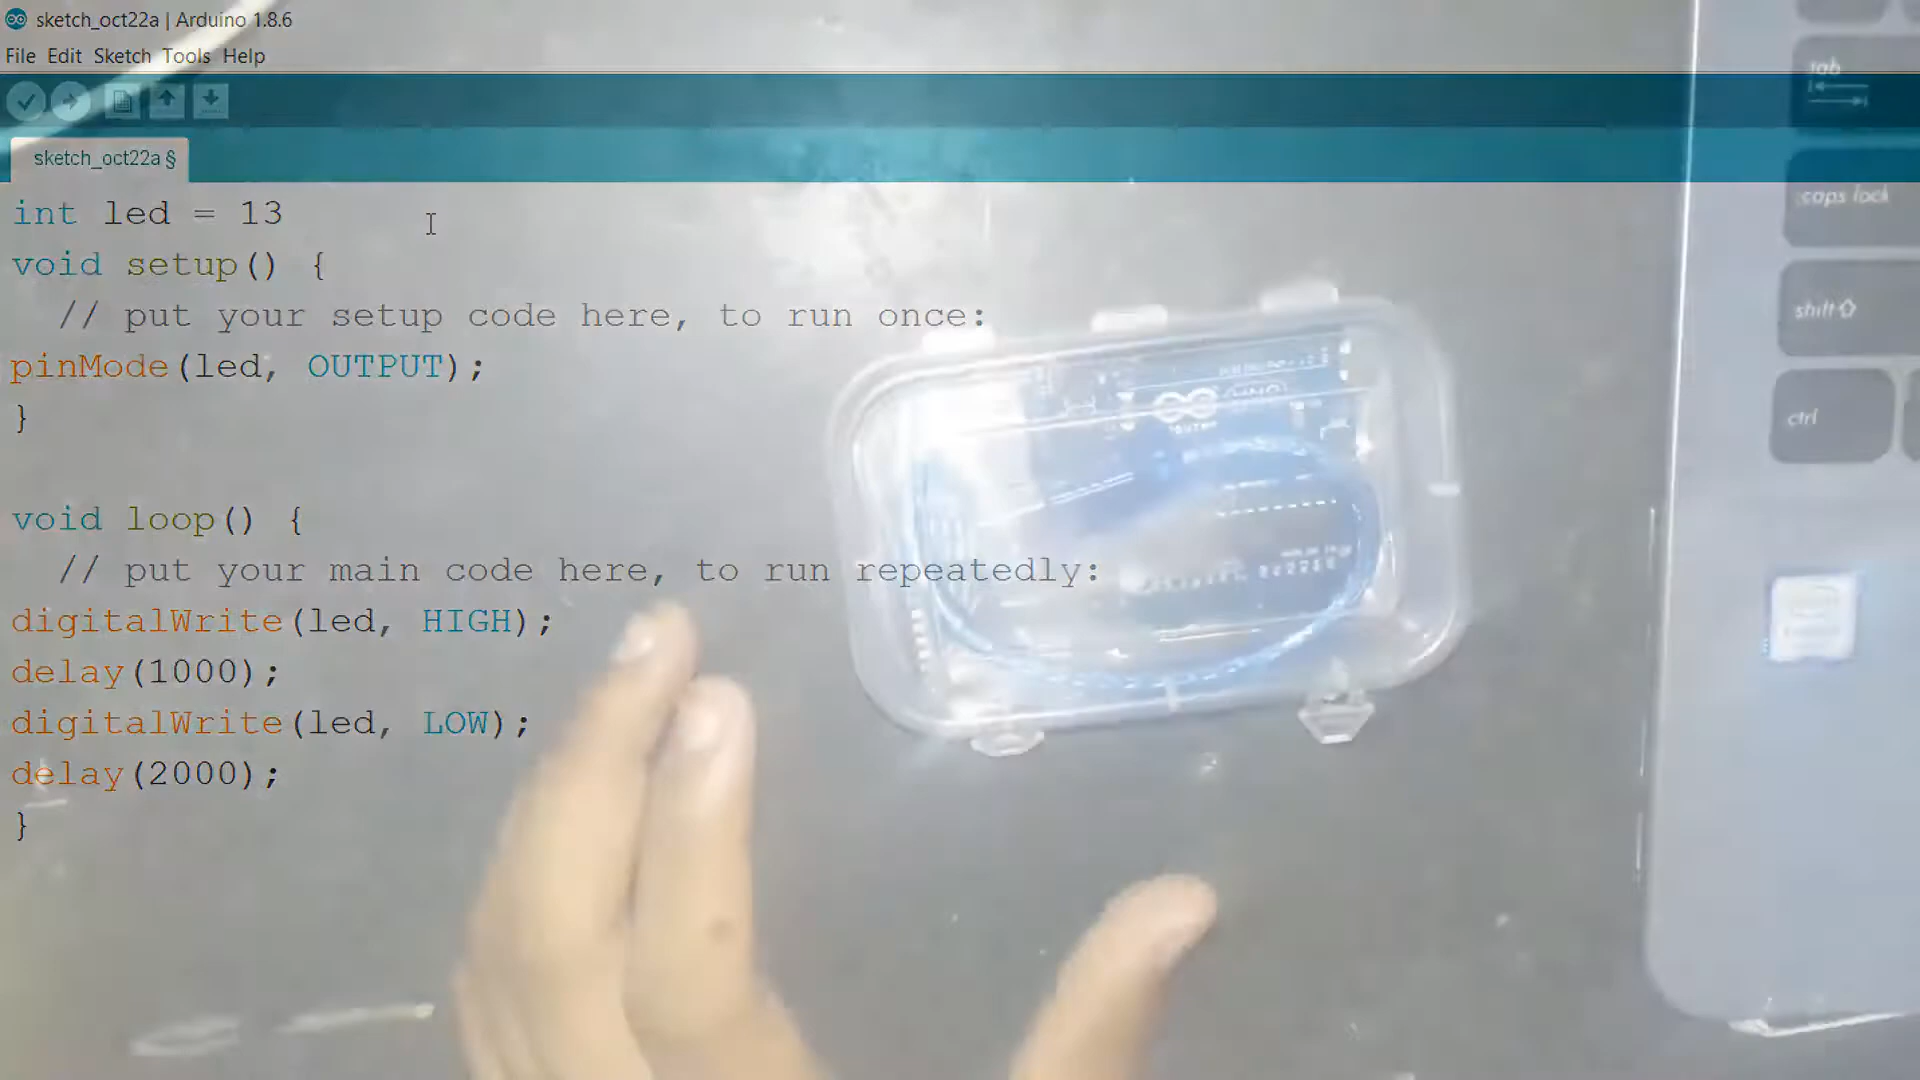 sketch_oct22a | Arduino 1.8.6
File Edit Sketch Tools Help
sketch_oct22a §
int led = 13
void setup() {
// put your setup code here, to run once:
pinMode(led, OUTPUT);
}
void loop() {
// put your main code here, to run repeatedly:
digitalWrite(led, HIGH);
delay(1000);
digitalWrite(led, LOW);
delay(2000);
}
tab
caps lock
shift
ctrl